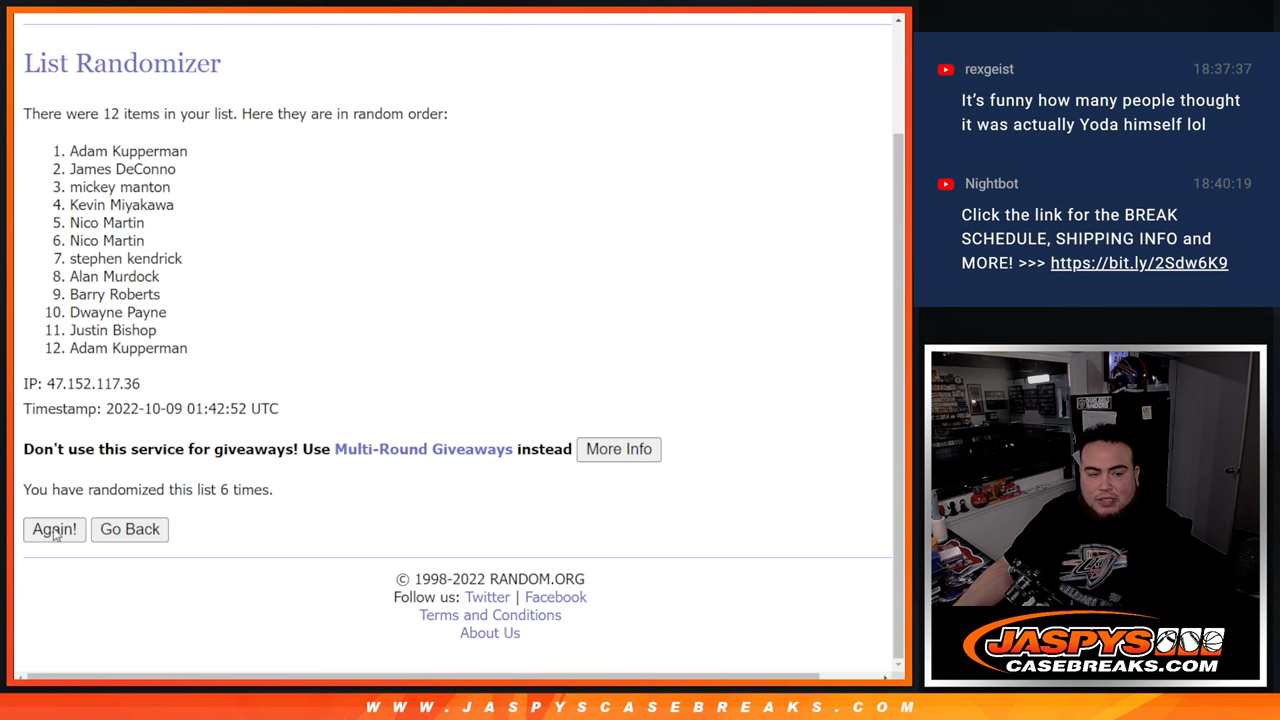 List Randomizer
There were 12 items in your list. Here they are in random order:
1. Adam Kupperman
2. James DeConno
3. mickey manton
4. Kevin Miyakawa
5. Nico Martin
6. Nico Martin
7. stephen kendrick
8. Alan Murdock
9. Barry Roberts
10. Dwayne Payne
11. Justin Bishop
12. Adam Kupperman
IP: 47.152.117.36
Timestamp: 2022-10-09 01:42:52 UTC
Don't use this service for giveaways! Use Multi-Round Giveaways instead More Info
You have randomized this list 6 times.
Again! Go Back
© 1998-2022 RANDOM.ORG
Follow us: Twitter | Facebook
Terms and Conditions
About Us
rexgeist 18:37:37
It’s funny how many people thought
it was actually Yoda himself lol
Nightbot 18:40:19
Click the link for the BREAK
SCHEDULE, SHIPPING INFO and
MORE! >>> https://bit.ly/2Sdw6K9
JASPYS
CASEBREAKS.COM
WWW.JASPYSCASEBREAKS.COM